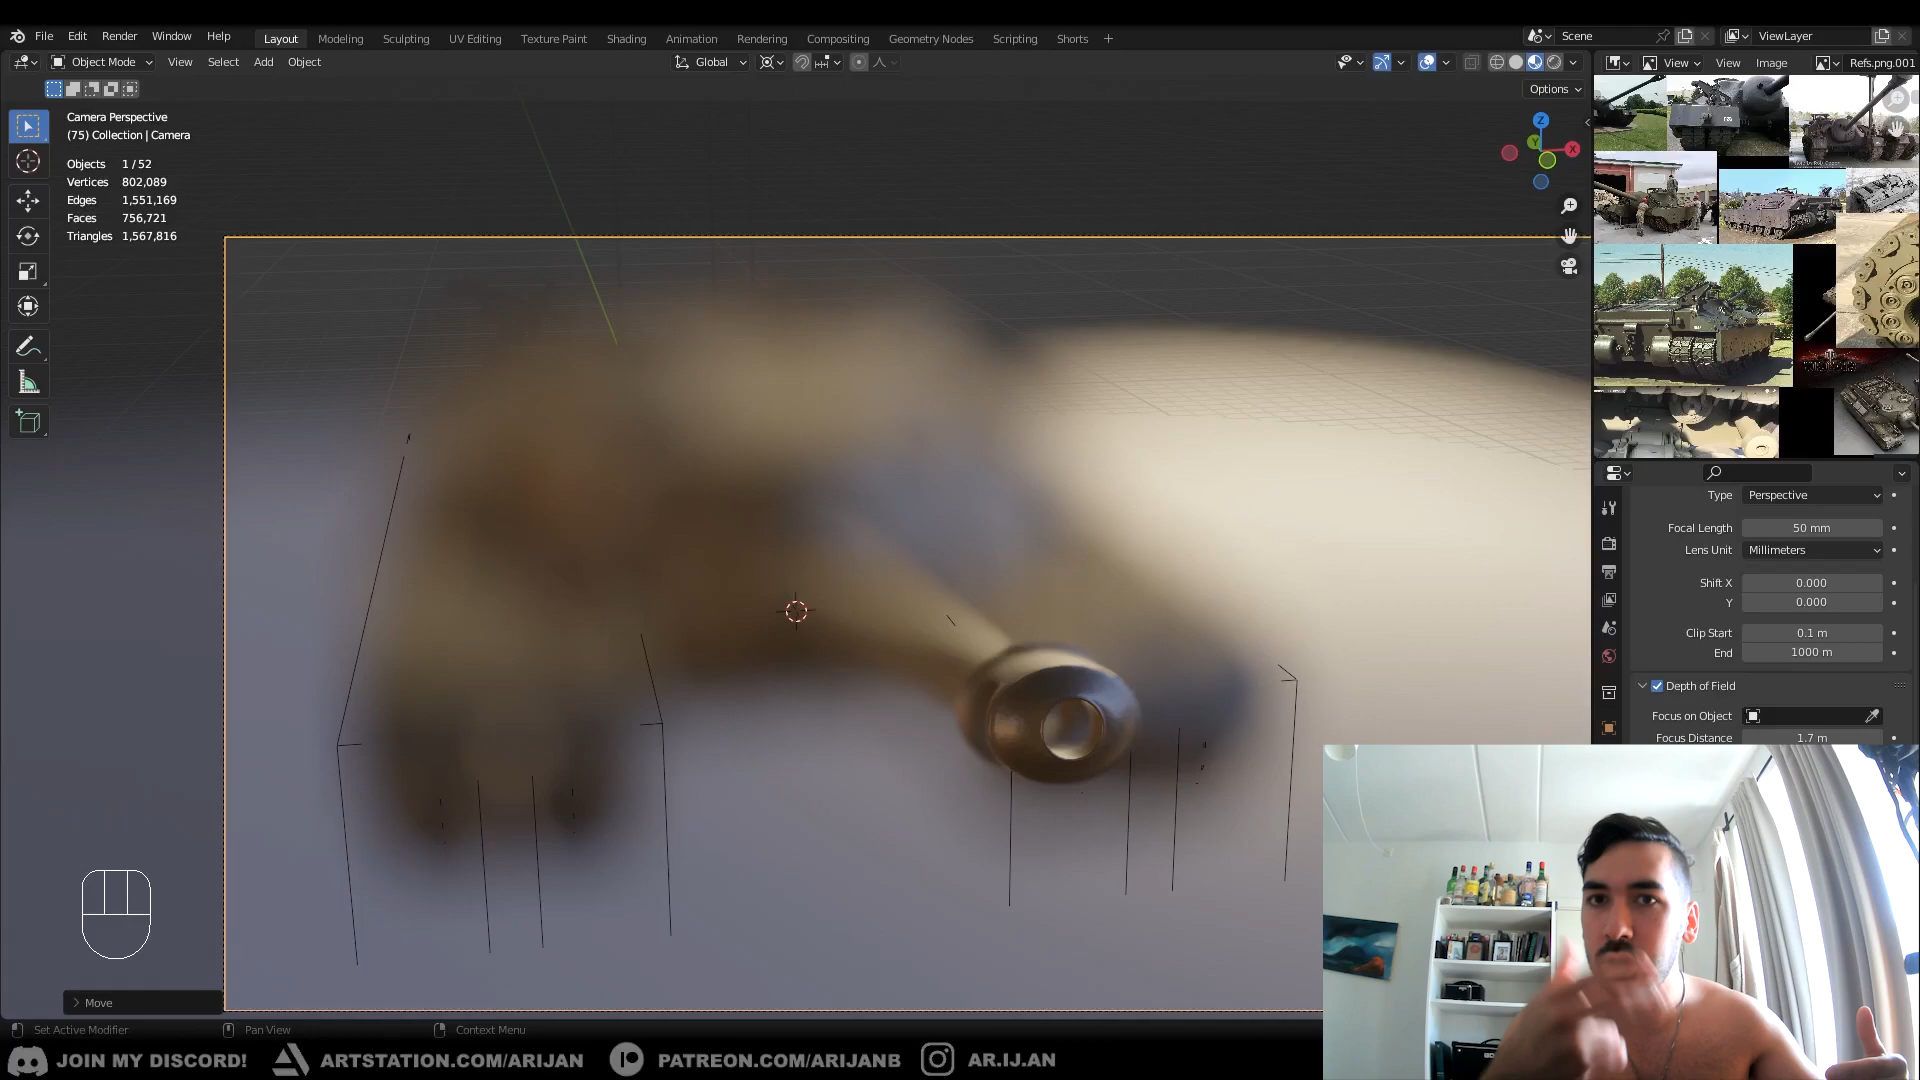 File Edit Render Window Help Layout Modeling Sculpting UV Editing Texture Paint Shading Animation Rendering Compositing Geometry Nodes Scripting Shorts +
Scene
ViewLayer
Object Mode View Select Add Object
Global
View View Image
Refs.png.001
Options
Camera Perspective
(75) Collection | Camera
Objects 1 / 52
Vertices 802,089
Edges 1,551,169
Faces 756,721
Triangles 1,567,816
Z
Y
X
Type Perspective
Focal Length 50 mm
Lens Unit Millimeters
Shift X 0.000
Y 0.000
Clip Start 0.1 m
End 1000 m
Depth of Field
Focus on Object
Focus Distance 1.7 m
Move
Set Active Modifier
Pan View
Context Menu
JOIN MY DISCORD!
ARTSTATION.COM/ARIJAN
PATREON.COM/ARIJANB
AR.IJ.AN